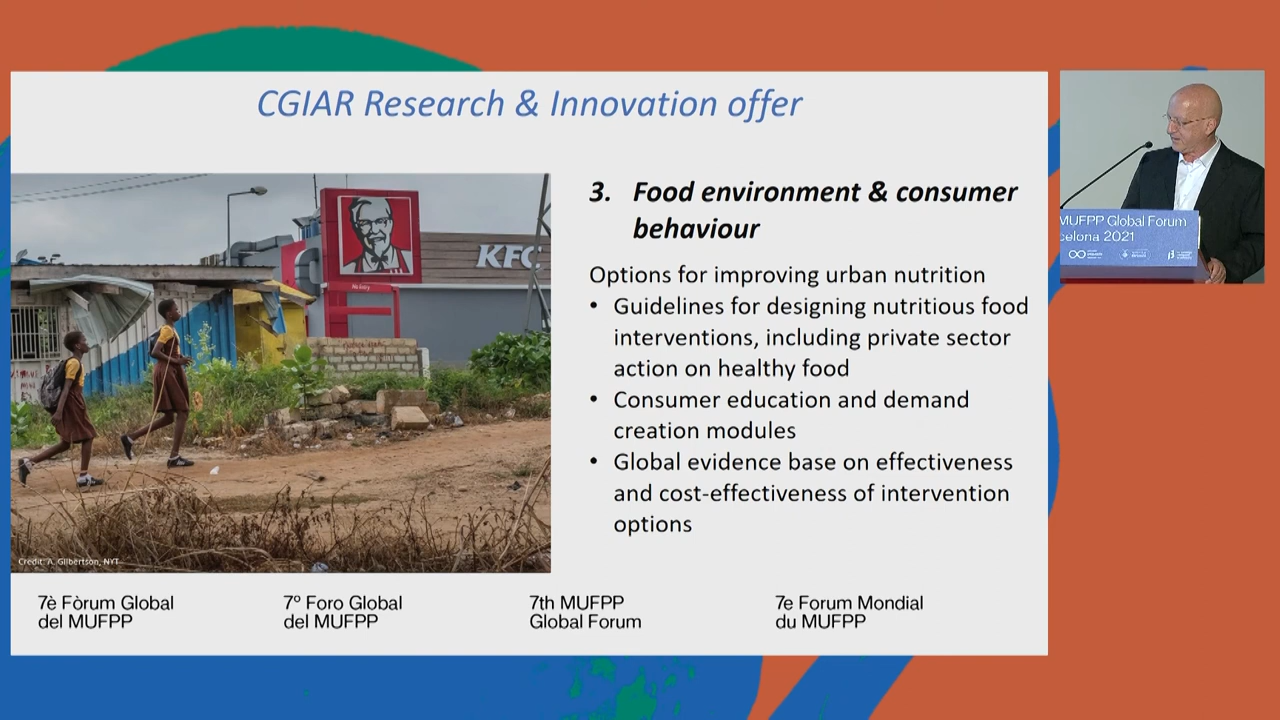 CGIAR Research & Innovation offer
3. Food environment & consumer
behaviour
Options for improving urban nutrition
• Guidelines for designing nutritious food
interventions, including private sector
action on healthy food
• Consumer education and demand
creation modules
• Global evidence base on effectiveness
and cost-effectiveness of intervention
options
KFC
No Entry
Credit: A. Gilbertson, NYT
7è Fòrum Global
del MUFPP
7º Foro Global
del MUFPP
7th MUFPP
Global Forum
7e Forum Mondial
du MUFPP
MUFPP Global Forum
celona 2021